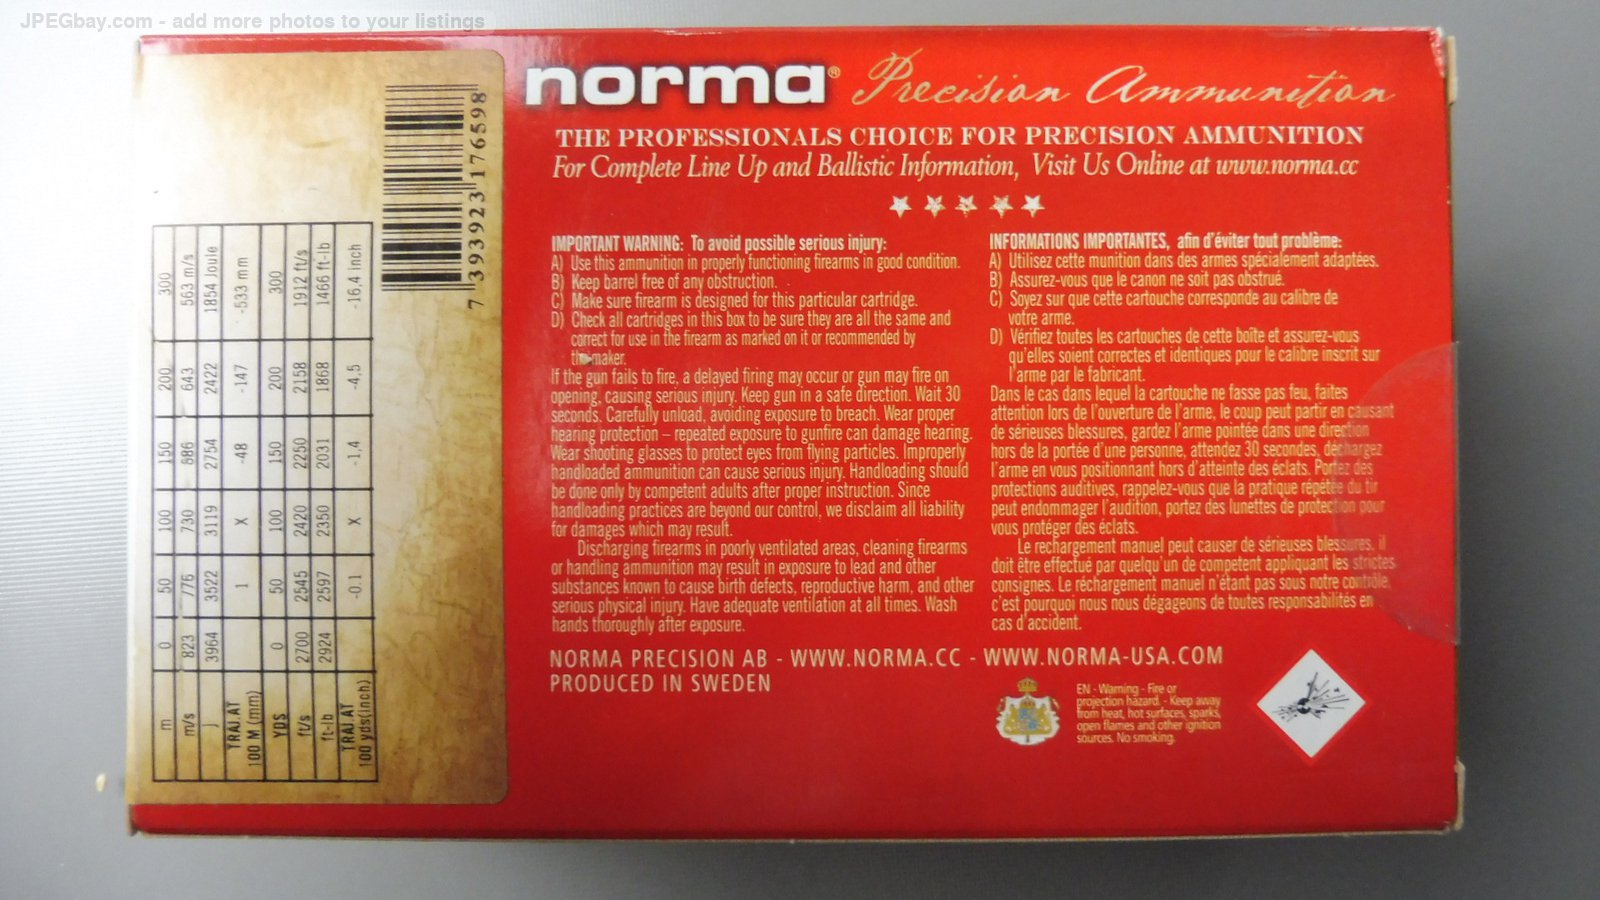 JPEGbay.com - add more photos to your listings
norma® Precision Ammunition
THE PROFESSIONALS CHOICE FOR PRECISION AMMUNITION
For Complete Line Up and Ballistic Information, Visit Us Online at www.norma.cc
IMPORTANT WARNING: To avoid possible serious injury:
A) Use this ammunition in properly functioning firearms in good condition.
B) Keep barrel free of any obstruction.
C) Make sure firearm is designed for this particular cartridge.
D) Check all cartridges in this box to be sure they are all the same and
correct for use in the firearm as marked on it or recommended by
the maker.
If the gun fails to fire, a delayed firing may occur or gun may fire on
opening, causing serious injury. Keep gun in a safe direction. Wait 30
seconds. Carefully unload, avoiding exposure to breach. Wear proper
hearing protection – repeated exposure to gunfire can damage hearing.
Wear shooting glasses to protect eyes from flying particles. Improperly
handloaded ammunition can cause serious injury. Handloading should
be done only by competent adults after proper instruction. Since
handloading practices are beyond our control, we disclaim all liability
for damages which may result.
Discharging firearms in poorly ventilated areas, cleaning firearms
or handling ammunition may result in exposure to lead and other
substances known to cause birth defects, reproductive harm, and other
serious physical injury. Have adequate ventilation at all times. Wash
hands thoroughly after exposure.
INFORMATIONS IMPORTANTES, afin d'éviter tout problème:
A) Utilisez cette munition dans des armes spécialement adaptées.
B) Assurez-vous que le canon ne soit pas obstrué.
C) Soyez sur que cette cartouche corresponde au calibre de
votre arme.
D) Vérifiez toutes les cartouches de cette boîte et assurez-vous
qu'elles soient correctes et identiques pour le calibre inscrit sur
l'arme par le fabricant.
Dans le cas dans lequel la cartouche ne fasse pas feu, faites
attention lors de l'ouverture de l'arme, le coup peut partir en causant
de sérieuses blessures, gardez l'arme pointée dans une direction
hors de la portée d'une personne, attendez 30 secondes, déchargez
l'arme en vous positionnant hors d'atteinte des éclats. Portez des
protections auditives, rappelez-vous que la pratique répétée du tir
peut endommager l'audition, portez des lunettes de protection pour
vous protéger des éclats.
Le rechargement manuel peut causer de sérieuses blessures, il
doit être effectué par quelqu'un de competent appliquant les strictes
consignes. Le réchargement manuel n'étant pas sous notre contrôle,
c'est pourquoi nous nous dégageons de toutes responsabilités en
cas d'accident.
NORMA PRECISION AB - WWW.NORMA.CC - WWW.NORMA-USA.COM
PRODUCED IN SWEDEN
EN - Warning - Fire or
projection hazard. - Keep away
from heat, hot surfaces, sparks,
open flames and other ignition
sources. No smoking.
7 393923 176598
m 0 50 100 150 200 300
m/s 823 776 730 686 643 563 m/s
J 3964 3522 3119 2754 2422 1854 Joule
TRAJ.AT
100 M (mm) 1 X -48 -147 -533 mm
YDS 0 50 100 150 200 300
ft/s 2700 2545 2420 2250 2158 1912 ft/s
ft-lb 2924 2597 2350 2031 1868 1466 ft-lb
TRAJ.AT
100 yds(inch) -0.1 X -1,4 -4,5 -16,4 inch